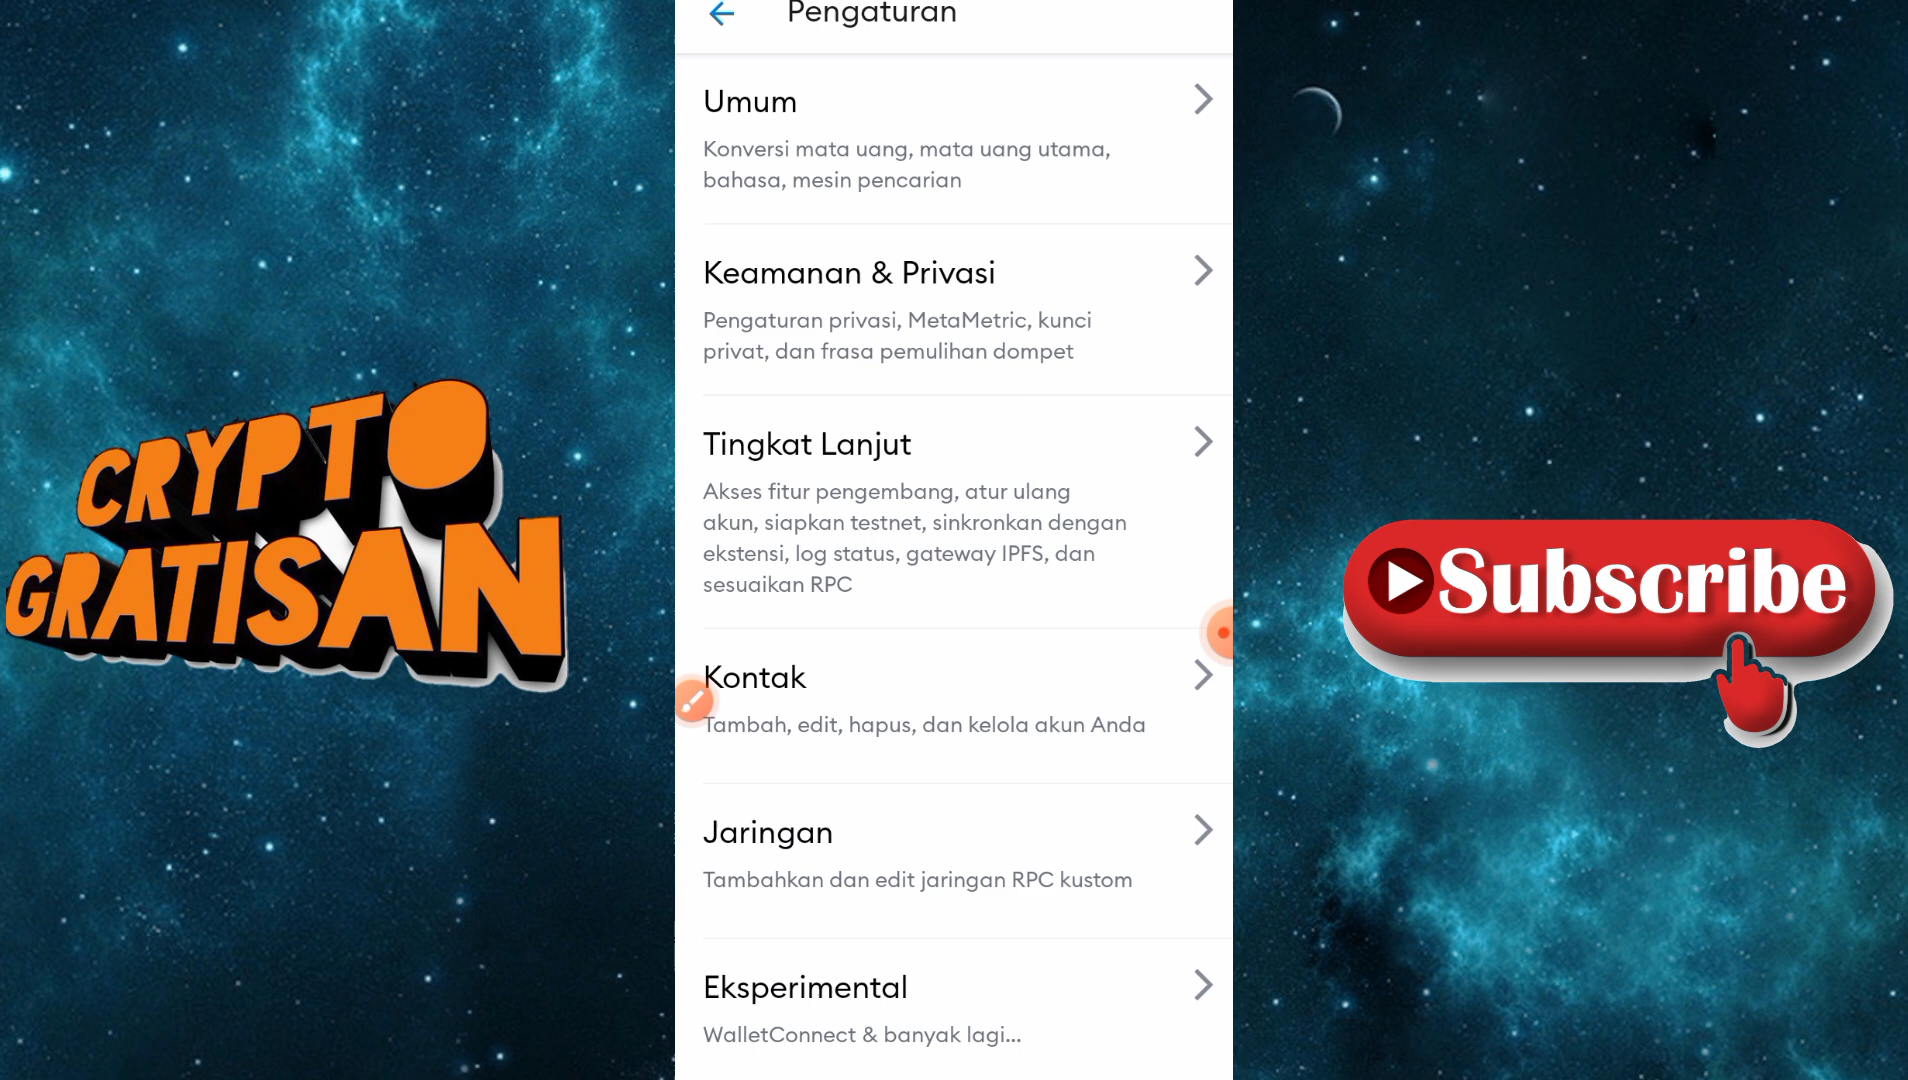 Pengaturan
Umum
Konversi mata uang, mata uang utama,
bahasa, mesin pencarian
Keamanan & Privasi
Pengaturan privasi, MetaMetric, kunci
privat, dan frasa pemulihan dompet
Tingkat Lanjut
Akses fitur pengembang, atur ulang
akun, siapkan testnet, sinkronkan dengan
ekstensi, log status, gateway IPFS, dan
sesuaikan RPC
Kontak
Tambah, edit, hapus, dan kelola akun Anda
Jaringan
Tambahkan dan edit jaringan RPC kustom
Eksperimental
WalletConnect & banyak lagi...
CRYPTO
GRATISAN
Subscribe